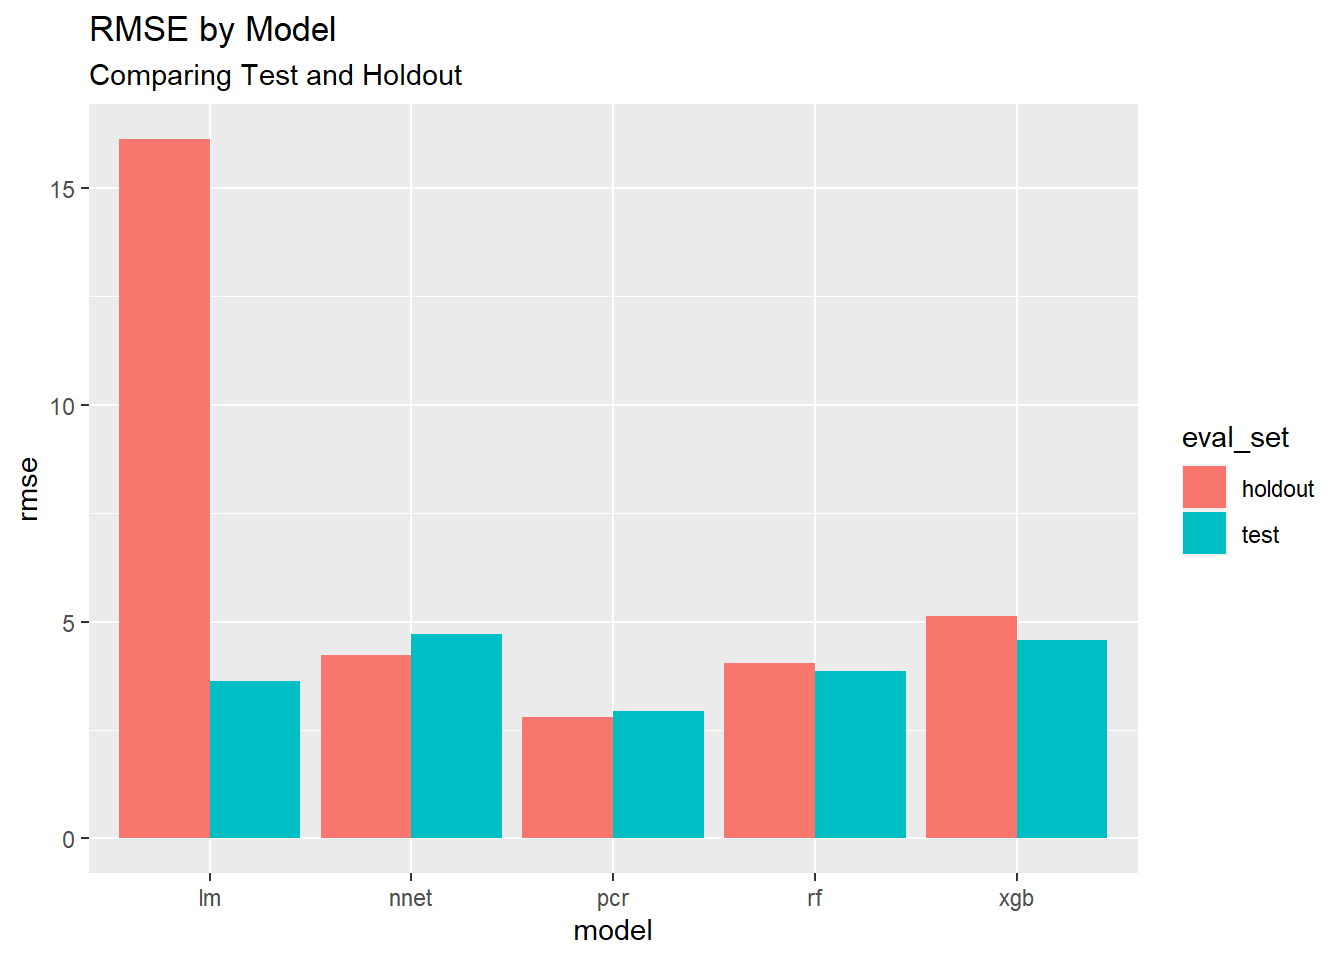 RMSE by Model
Comparing Test and Holdout
rmse
15
10
5
0
lm
nnet
pcr
rf
xgb
model
eval_set
holdout
test